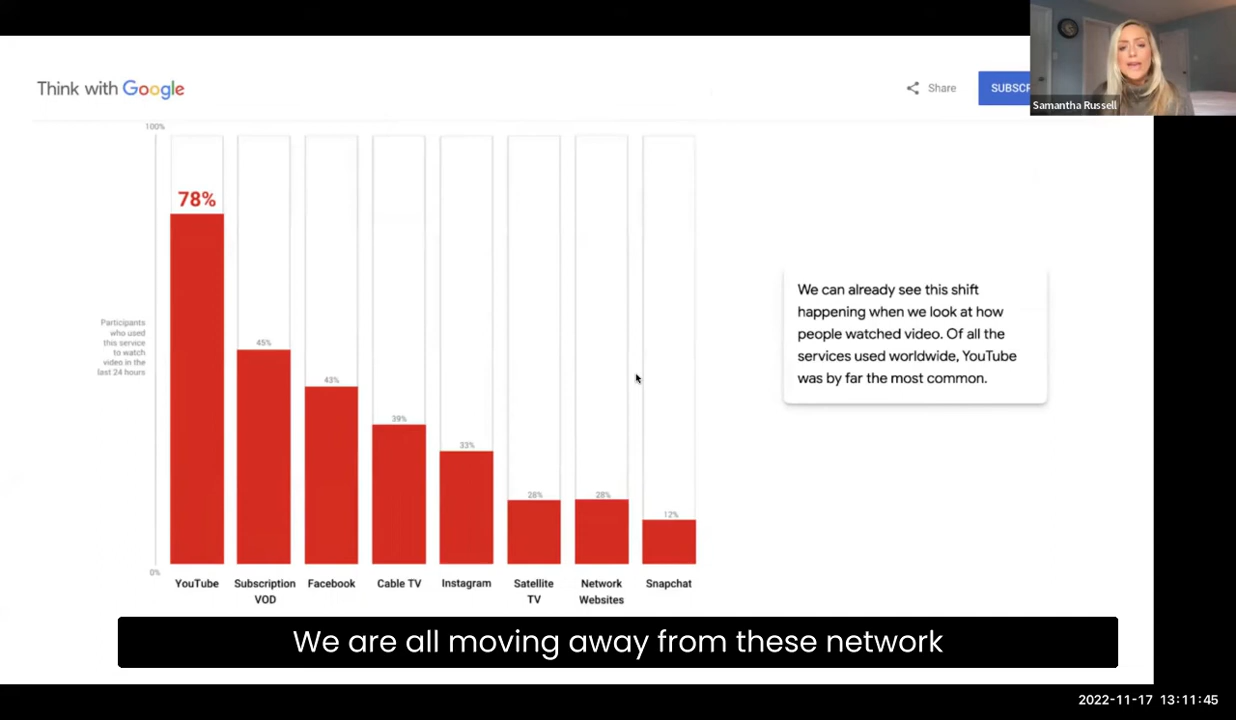 Think with Google
Share
SUBSCR
Samantha Russell
100%
78%
45%
43%
39%
33%
28%
28%
12%
Participants
who used
this service
to watch
video in the
last 24 hours
0%
YouTube
Subscription
VOD
Facebook
Cable TV
Instagram
Satellite
TV
Network
Websites
Snapchat
We can already see this shift
happening when we look at how
people watched video. Of all the
services used worldwide, YouTube
was by far the most common.
We are all moving away from these network
2022-11-17 13:11:45